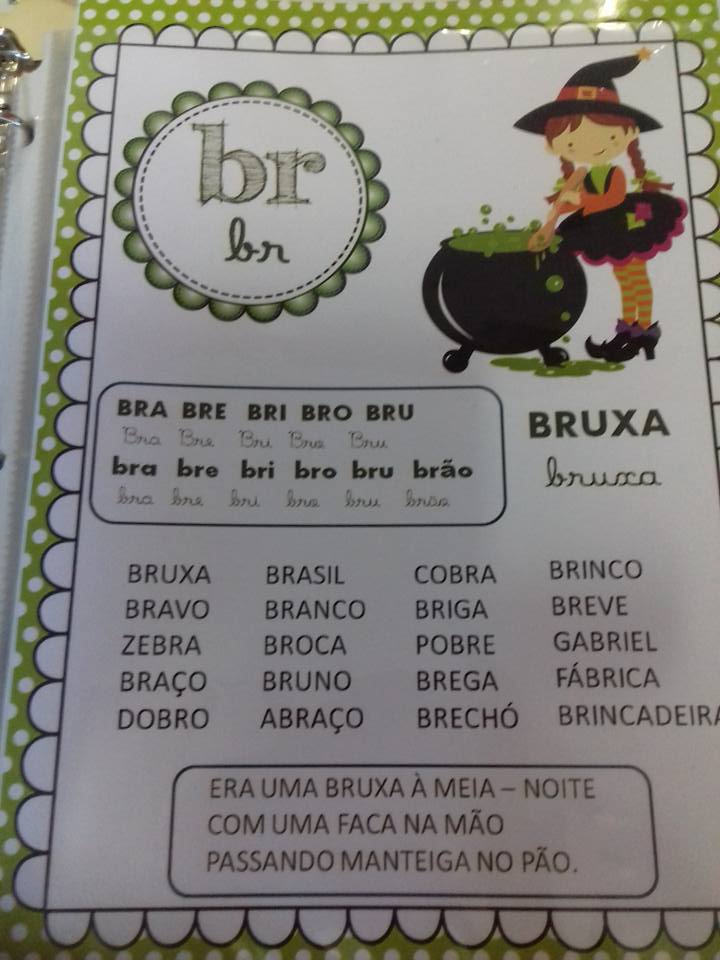 br
br
BRA BRE BRI BRO BRU
Bra Bre Bri Bro Bru
bra bre bri bro bru brão
bra bre bri bro bru brão
BRUXA
bruxa
BRUXA BRASIL COBRA BRINCO
BRAVO BRANCO BRIGA BREVE
ZEBRA BROCA POBRE GABRIEL
BRAÇO BRUNO BREGA FÁBRICA
DOBRO ABRAÇO BRECHÓ BRINCADEIRA
ERA UMA BRUXA À MEIA – NOITE
COM UMA FACA NA MÃO
PASSANDO MANTEIGA NO PÃO.